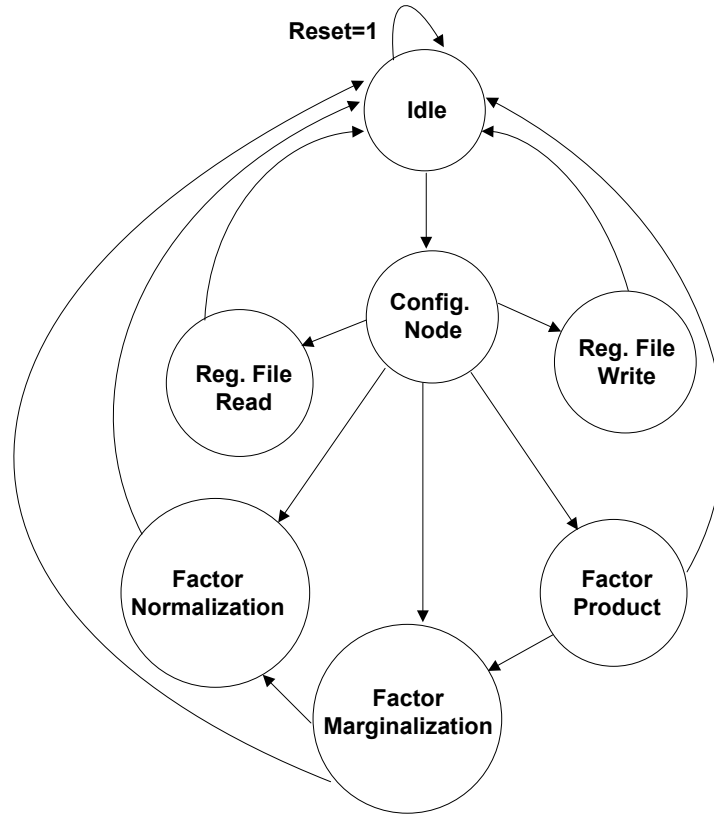 Reset=1
Idle
Config.
Node
Reg. File
Read
Reg. File
Write
Factor
Normalization
Factor
Product
Factor
Marginalization